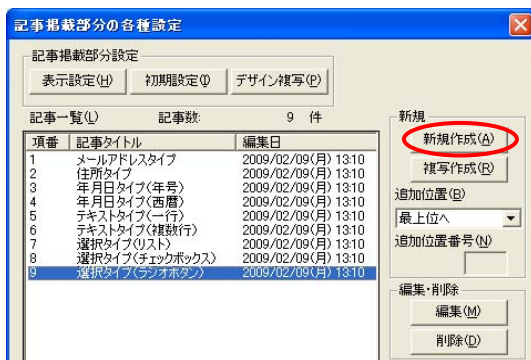 記事掲載部分の各種設定
記事掲載部分設定
表示設定(H) 初期設定(I) デザイン複写(P)
記事一覧(L) 記事数: 9 件
項番 記事タイトル 編集日
1 メールアドレスタイプ 2009/02/09(月) 13:10
2 住所タイプ 2009/02/09(月) 13:10
3 年月日タイプ(年号) 2009/02/09(月) 13:10
4 年月日タイプ(西暦) 2009/02/09(月) 13:10
5 テキストタイプ(一行) 2009/02/09(月) 13:10
6 テキストタイプ(複数行) 2009/02/09(月) 13:10
7 選択タイプ(リスト) 2009/02/09(月) 13:10
8 選択タイプ(チェックボックス) 2009/02/09(月) 13:10
9 選択タイプ(ラジオボタン) 2009/02/09(月) 13:10
新規
新規作成(A)
複写作成(R)
追加位置(B)
最上位へ
追加位置番号(N)
編集・削除
編集(M)
削除(D)